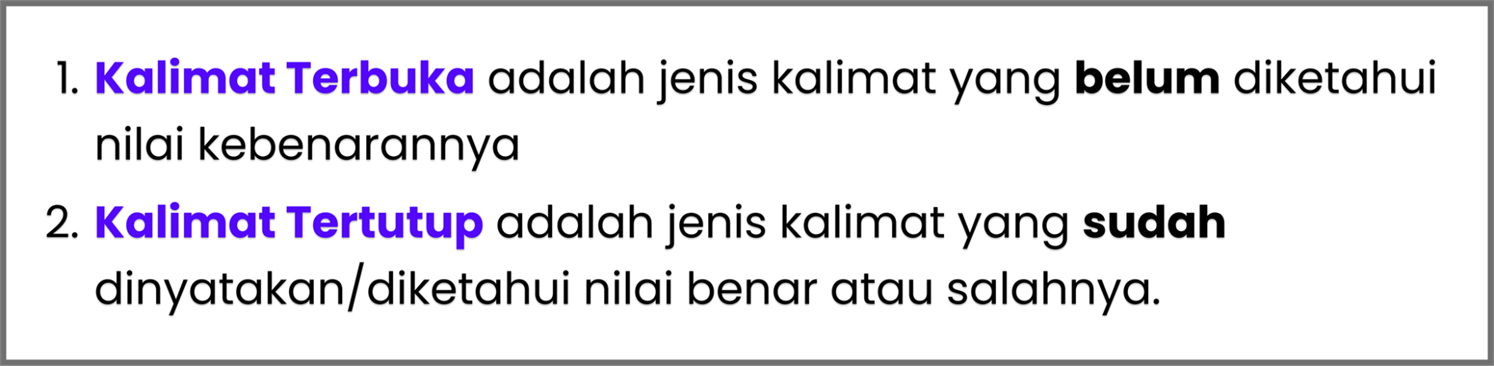 1. Kalimat Terbuka adalah jenis kalimat yang belum diketahui
nilai kebenarannya
2. Kalimat Tertutup adalah jenis kalimat yang sudah
dinyatakan/diketahui nilai benar atau salahnya.